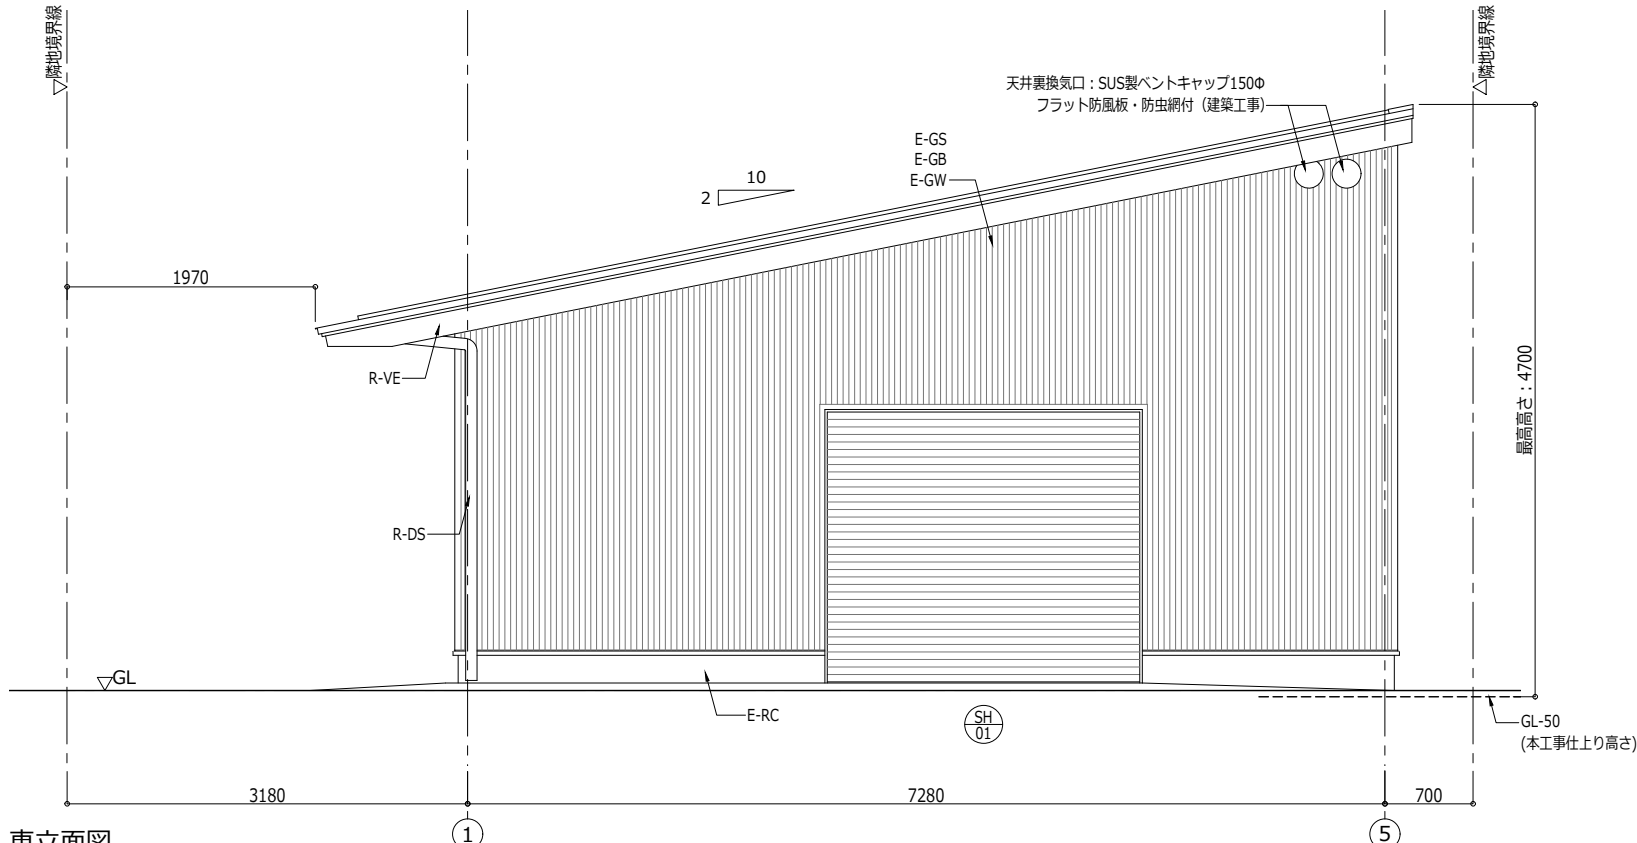 隣地境界線
隣地境界線
天井裏換気口：SUS製ベントキャップ150Φ
フラット防風板・防虫網付（建築工事）
E-GS
E-GB
E-GW
10
2
1970
R-VE
最高高さ：4700
R-DS
GL
E-RC
SH
01
GL-50
(本工事仕上り高さ)
3180
7280
700
東立面図
1
5